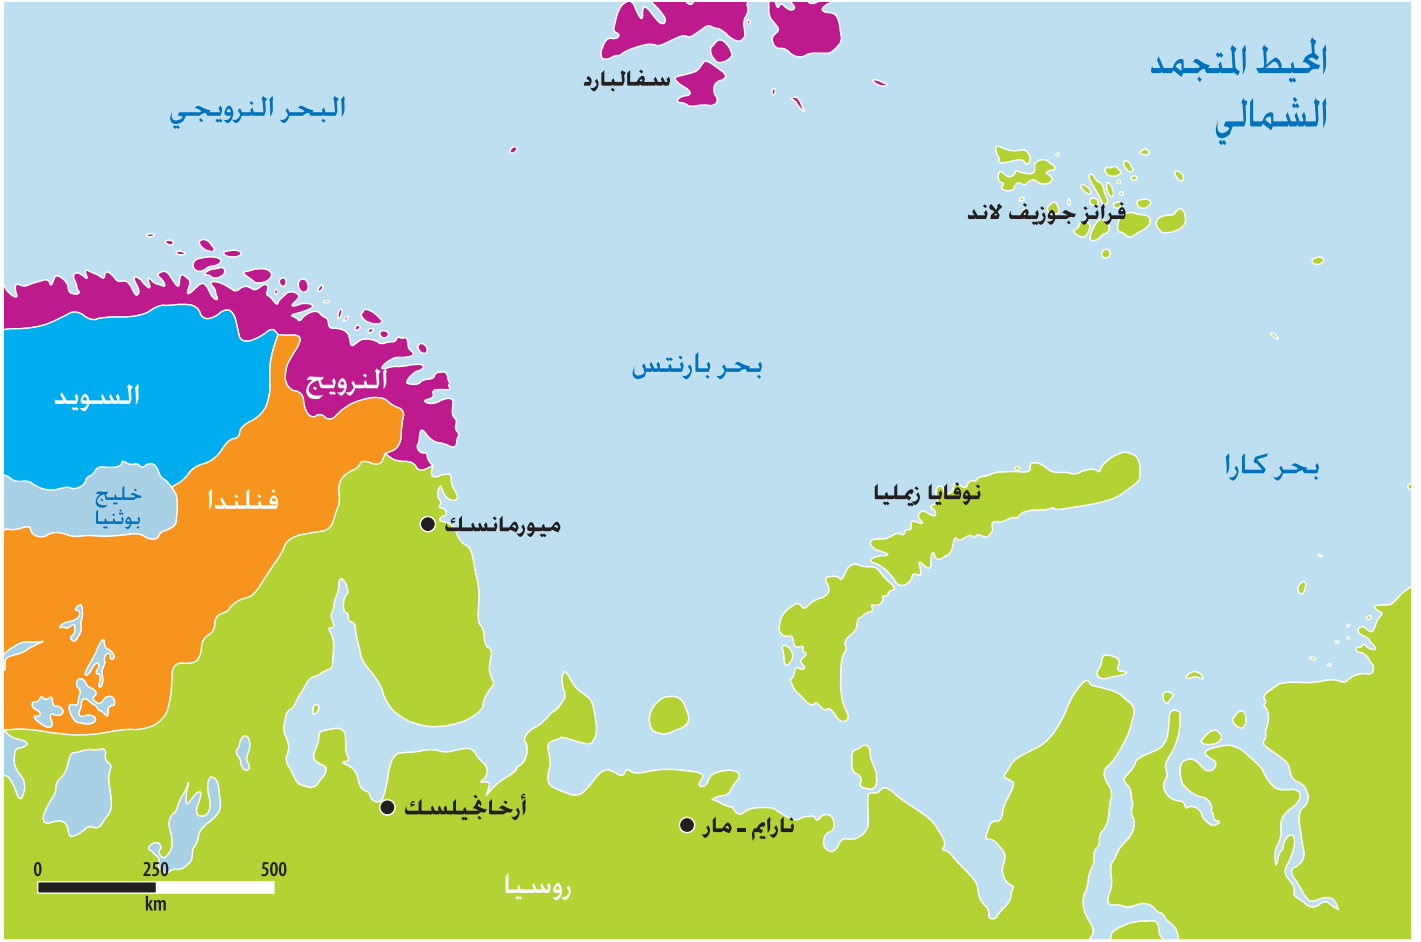 المحيط المتجمد
الشمالي
سفالبارد
البحر النرويجي
فرانز جوزيف لاند
بحر بارنتس
النرويج
السويد
بحر كارا
نوفايا زيمليا
خليج
بوثنيا
فنلندا
ميورمانسك
أرخانجيلسك
نارايم - مار
روسيا
0 250 500
km